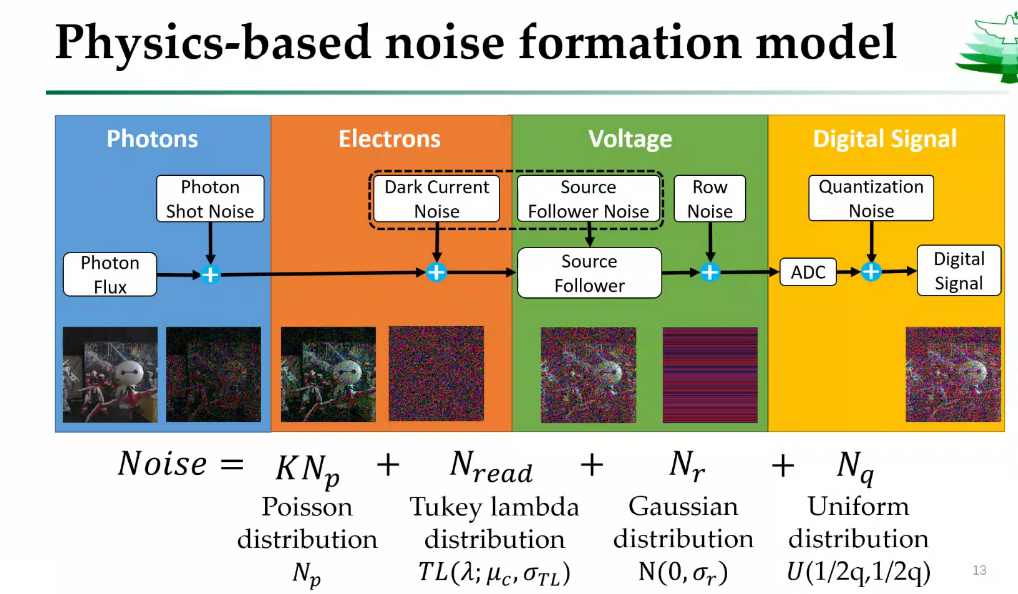 Physics-based noise formation model
Photons
Electrons
Voltage
Digital Signal
Photon
Shot Noise
Dark Current
Noise
Source
Follower Noise
Row
Noise
Quantization
Noise
Photon
Flux
Source
Follower
ADC
Digital
Signal
Noise = KN_p + N_read + N_r + N_q
Poisson
distribution
N_p
Tukey lambda
distribution
TL(λ; μ_c, σ_TL)
Gaussian
distribution
N(0, σ_r)
Uniform
distribution
U(1/2q,1/2q)
13